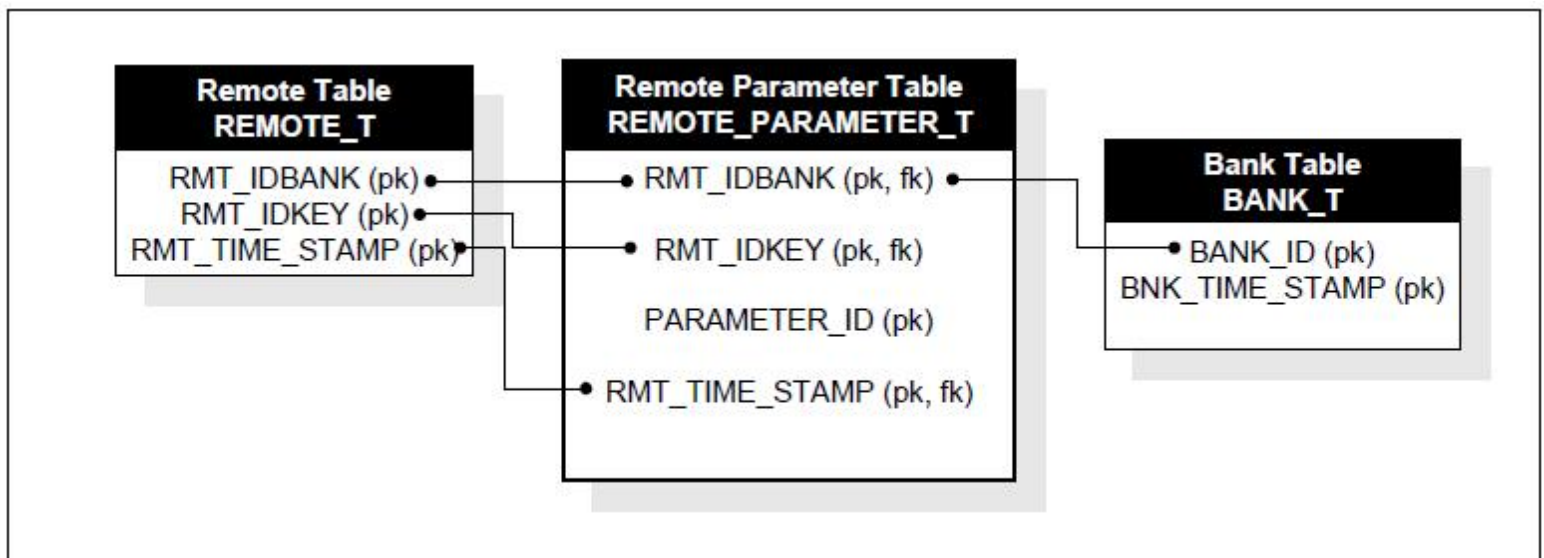 Remote Table
REMOTE_T
RMT_IDBANK (pk)
RMT_IDKEY (pk)
RMT_TIME_STAMP (pk)
Remote Parameter Table
REMOTE_PARAMETER_T
RMT_IDBANK (pk, fk)
RMT_IDKEY (pk, fk)
PARAMETER_ID (pk)
RMT_TIME_STAMP (pk, fk)
Bank Table
BANK_T
BANK_ID (pk)
BNK_TIME_STAMP (pk)